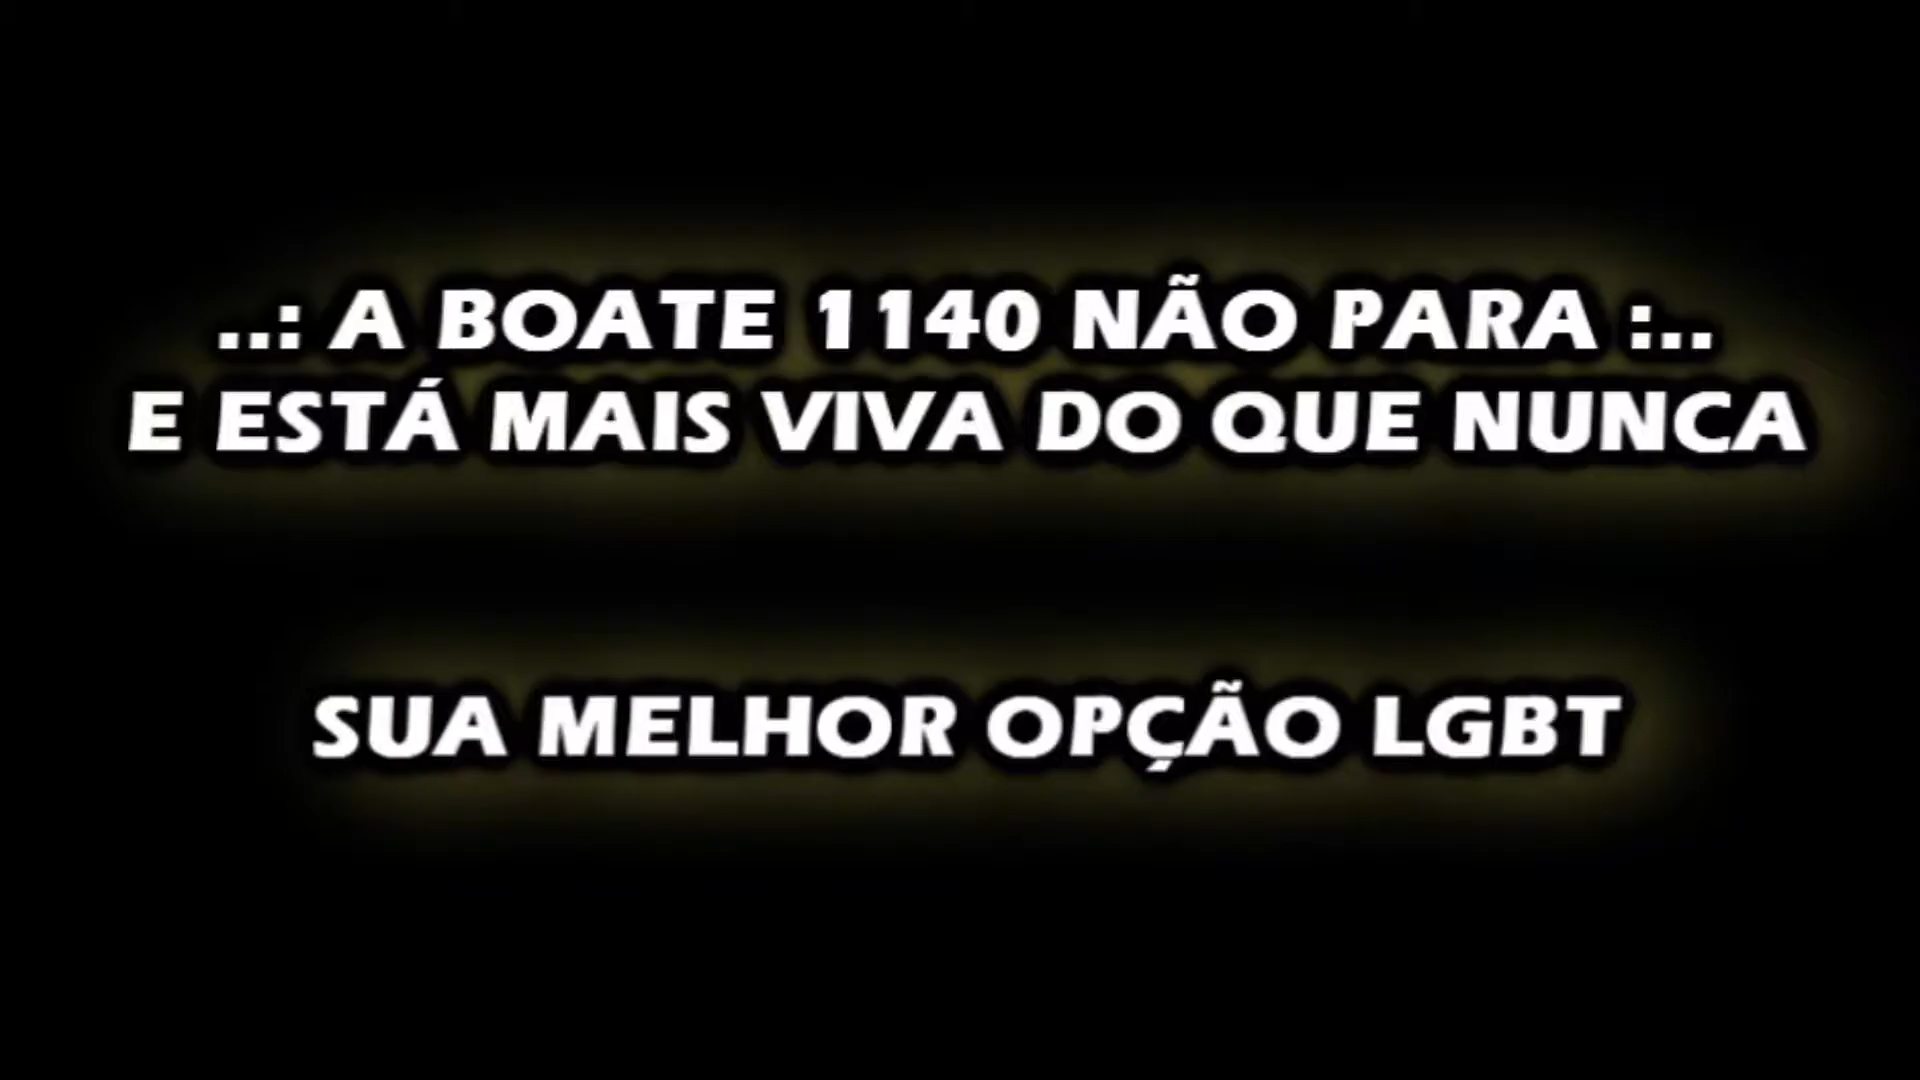 ..: A BOATE 1140 NÃO PARA :..
E ESTÁ MAIS VIVA DO QUE NUNCA
SUA MELHOR OPÇÃO LGBT